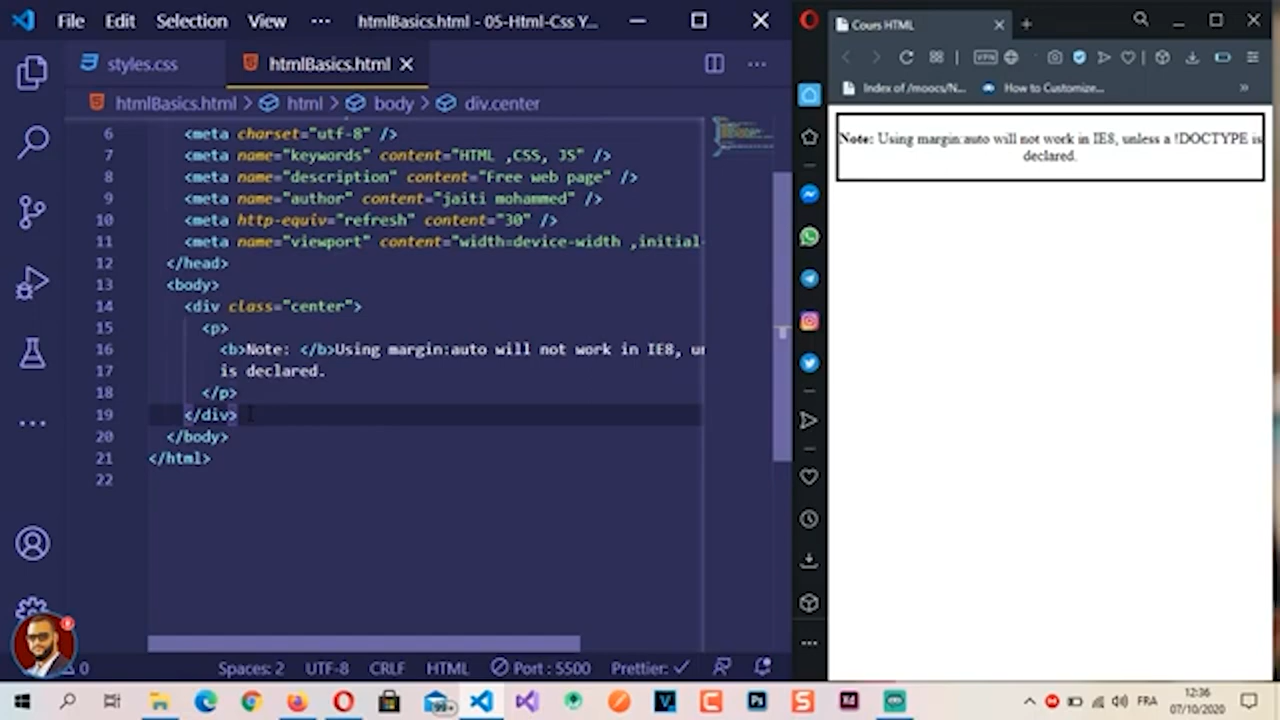 File Edit Selection View ··· htmlBasics.html - 05-Html-Css Y...
styles.css htmlBasics.html
htmlBasics.html > html > body > div.center
6 <meta charset="utf-8" />
7 <meta name="keywords" content="HTML ,CSS, JS" />
8 <meta name="description" content="Free web page" />
9 <meta name="author" content="jaiti mohammed" />
10 <meta http-equiv="refresh" content="30" />
11 <meta name="viewport" content="width=device-width ,initial-
12 </head>
13 <body>
14 <div class="center">
15 <p>
16 <b>Note: </b>Using margin:auto will not work in IE8, un
17 is declared.
18 </p>
19 </div>
20 </body>
21 </html>
22
0 Spaces: 2 UTF-8 CRLF HTML Port : 5500 Prettier: ✓
Cours HTML
VPN
Index of /moocs/N... How to Customize... »
Note: Using margin:auto will not work in IE8, unless a !DOCTYPE is
declared.
99+ FRA 12:36
07/10/2020